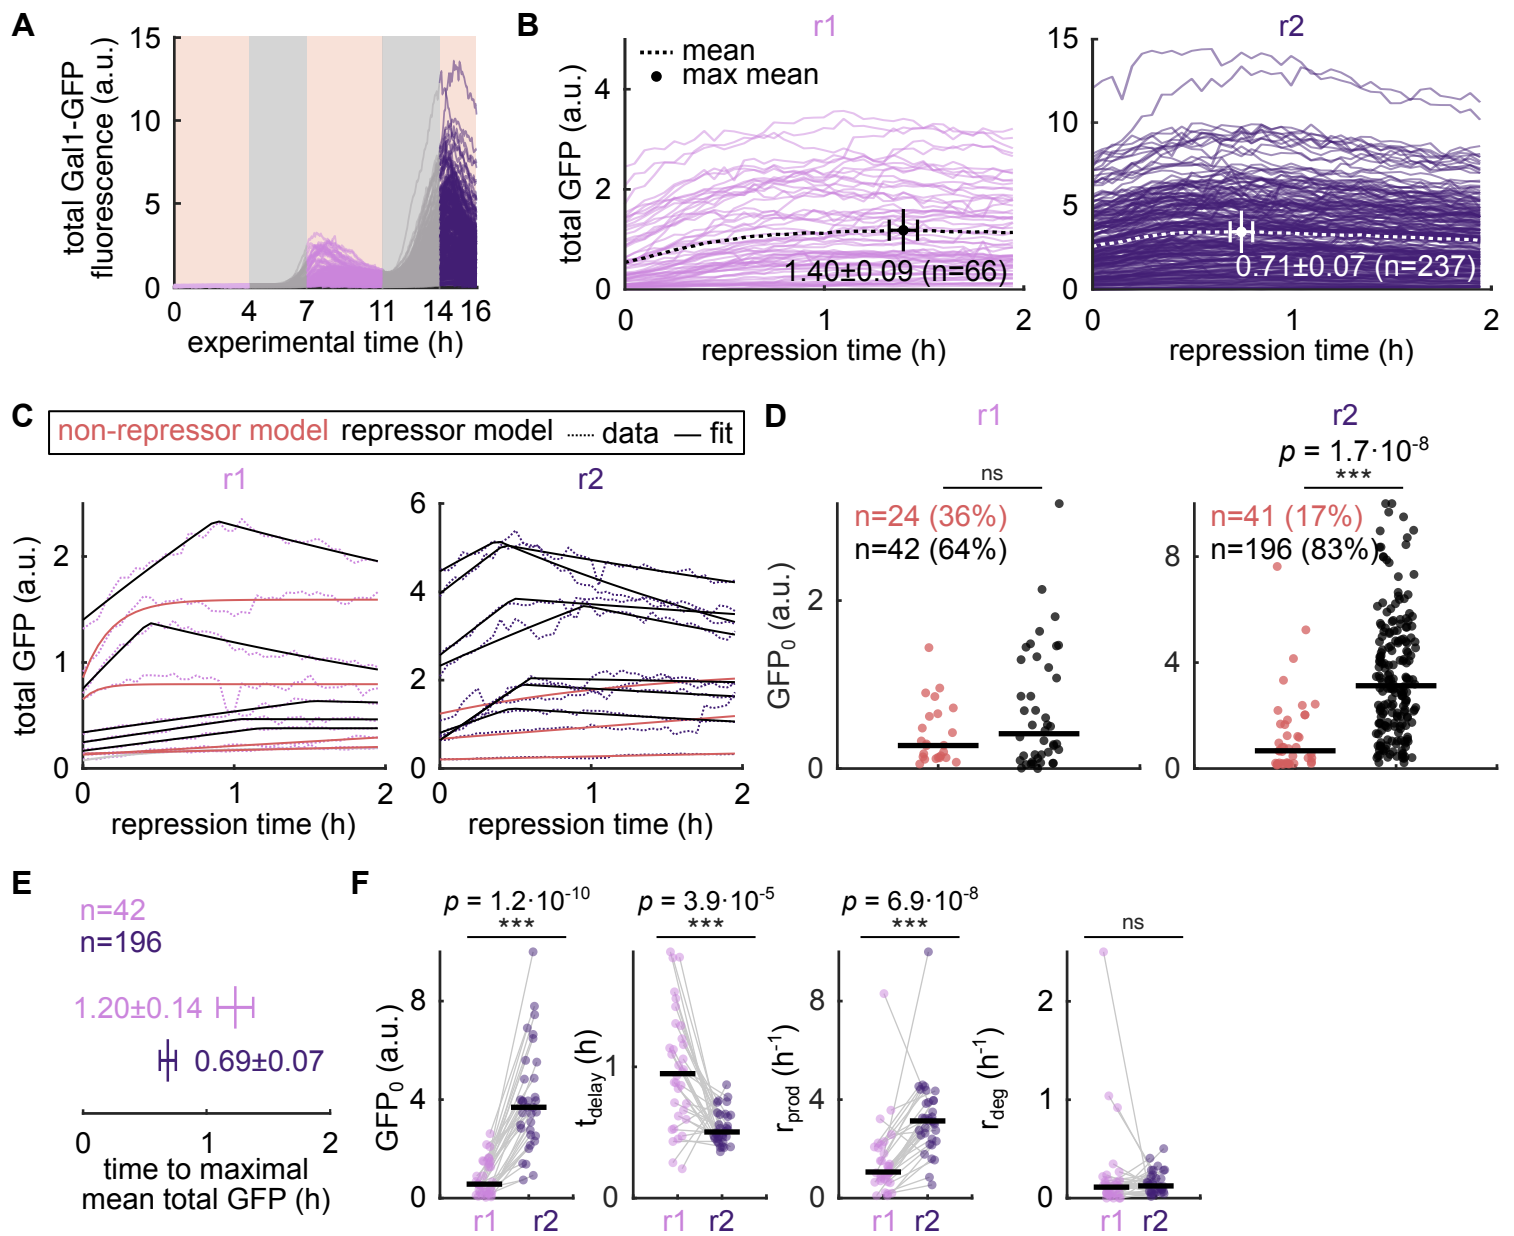 A
total Gal1-GFP
fluorescence (a.u.)
15
10
5
0
0 4 7 11 14 16
experimental time (h)
B
r1
mean
max mean
total GFP (a.u.)
4
2
0
1.40±0.09 (n=66)
0 1 2
repression time (h)
r2
15
10
5
0
0.71±0.07 (n=237)
0 1 2
repression time (h)
C
non-repressor model repressor model data fit
r1
total GFP (a.u.)
2
1
0
0 1 2
repression time (h)
r2
6
4
2
0
0 1 2
repression time (h)
D
r1
ns
n=24 (36%)
n=42 (64%)
GFP0 (a.u.)
2
0
r2
p = 1.7·10-8
***
n=41 (17%)
n=196 (83%)
8
4
0
E
n=42
n=196
1.20±0.14
0.69±0.07
0 1 2
time to maximal
mean total GFP (h)
F
p = 1.2·10-10
***
GFP0 (a.u.)
8
4
0
r1 r2
p = 3.9·10-5
***
tdelay (h)
1
0
r1 r2
p = 6.9·10-8
***
rprod (h-1)
8
4
0
r1 r2
ns
rdeg (h-1)
2
1
0
r1 r2